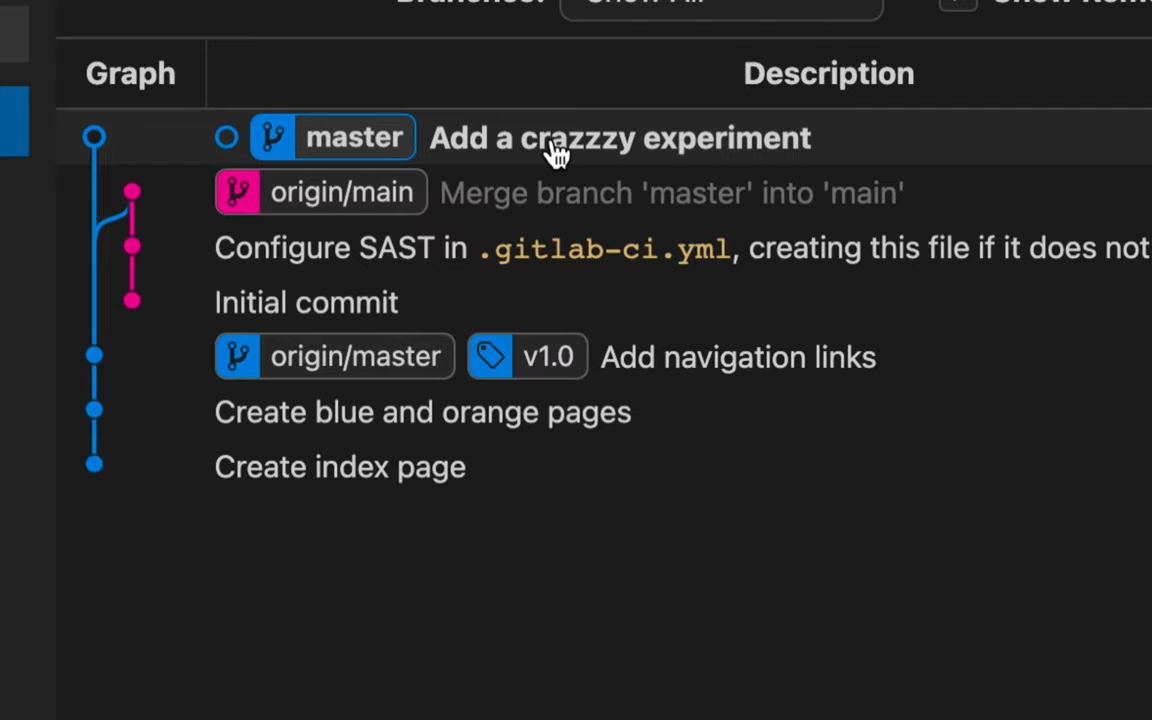 Graph Description
master Add a crazzzy experiment
origin/main Merge branch 'master' into 'main'
Configure SAST in .gitlab-ci.yml, creating this file if it does not
Initial commit
origin/master v1.0 Add navigation links
Create blue and orange pages
Create index page